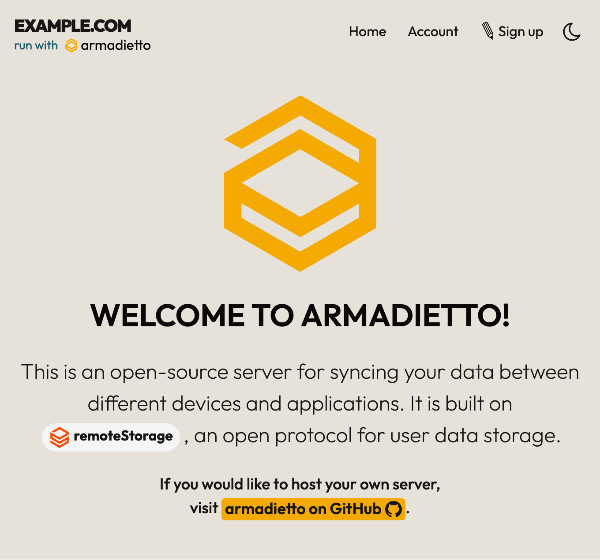 EXAMPLE.COM
run with armadietto
Home Account Sign up
WELCOME TO ARMADIETTO!
This is an open-source server for syncing your data between
different devices and applications. It is built on
remoteStorage , an open protocol for user data storage.
If you would like to host your own server,
visit armadietto on GitHub .